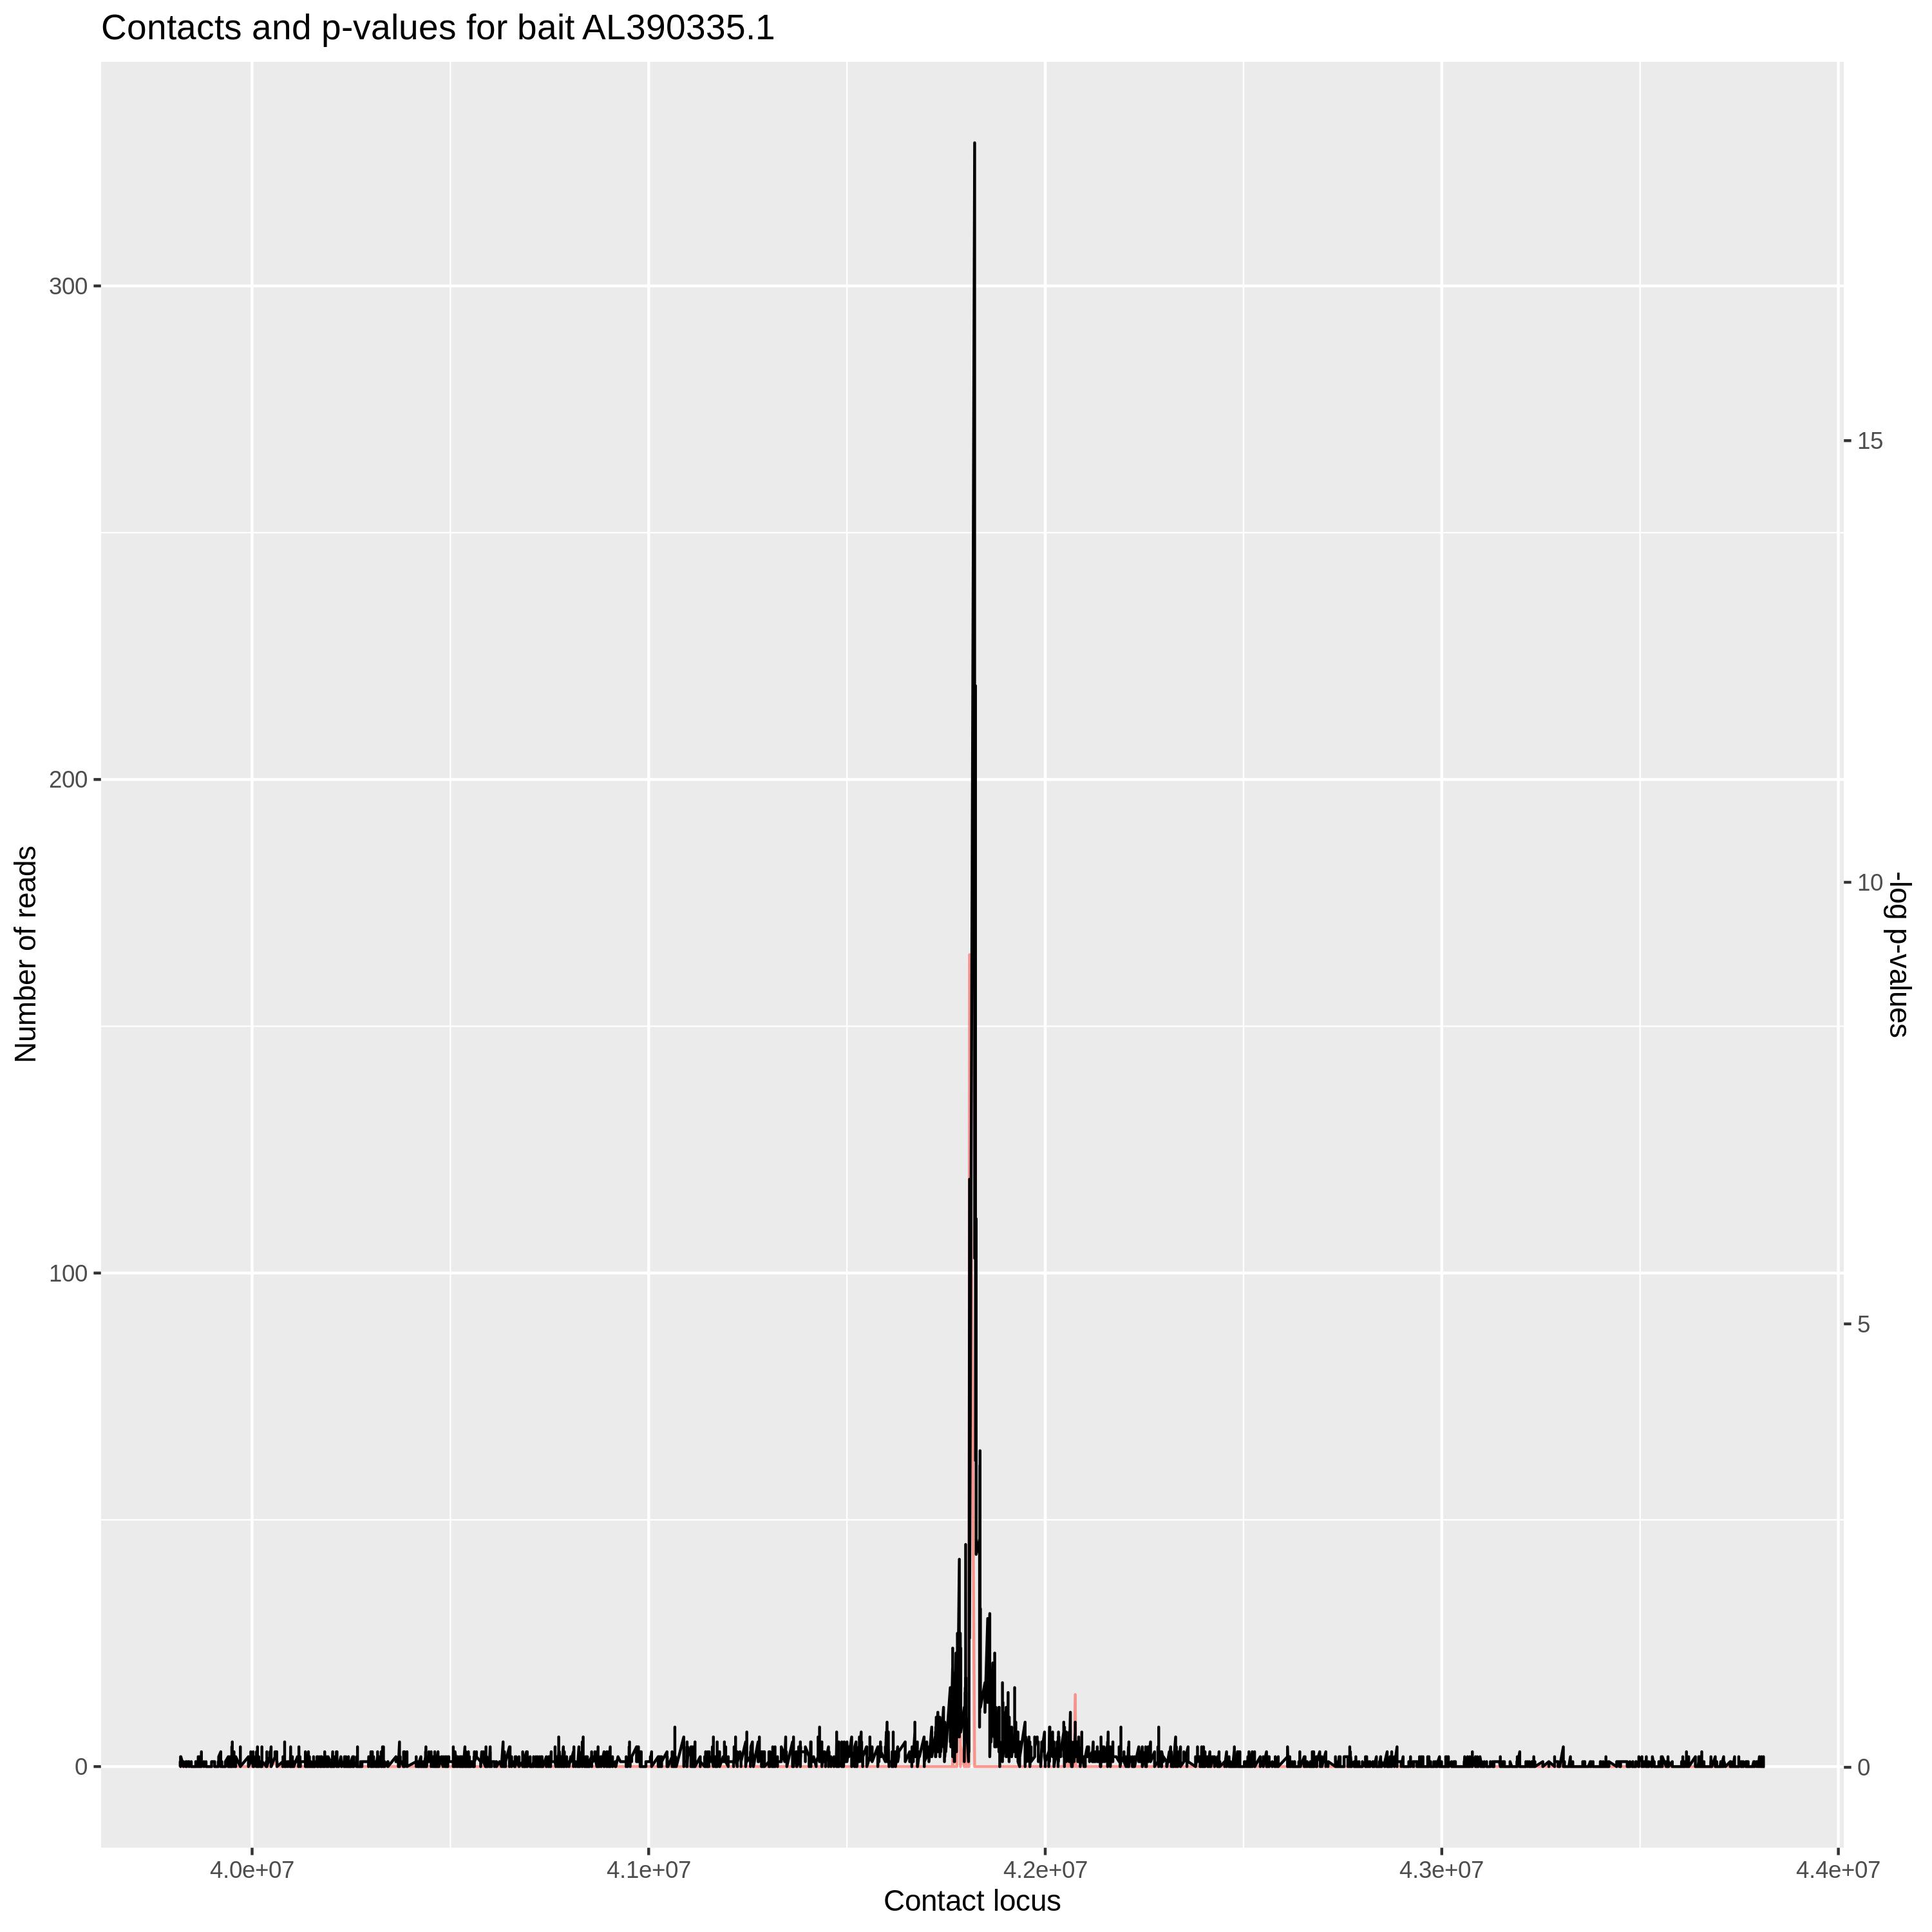 Contacts and p-values for bait AL390335.1
300
200
100
0
Number of reads
15
10
5
0
-log p-values
4.0e+07
4.1e+07
4.2e+07
4.3e+07
4.4e+07
Contact locus